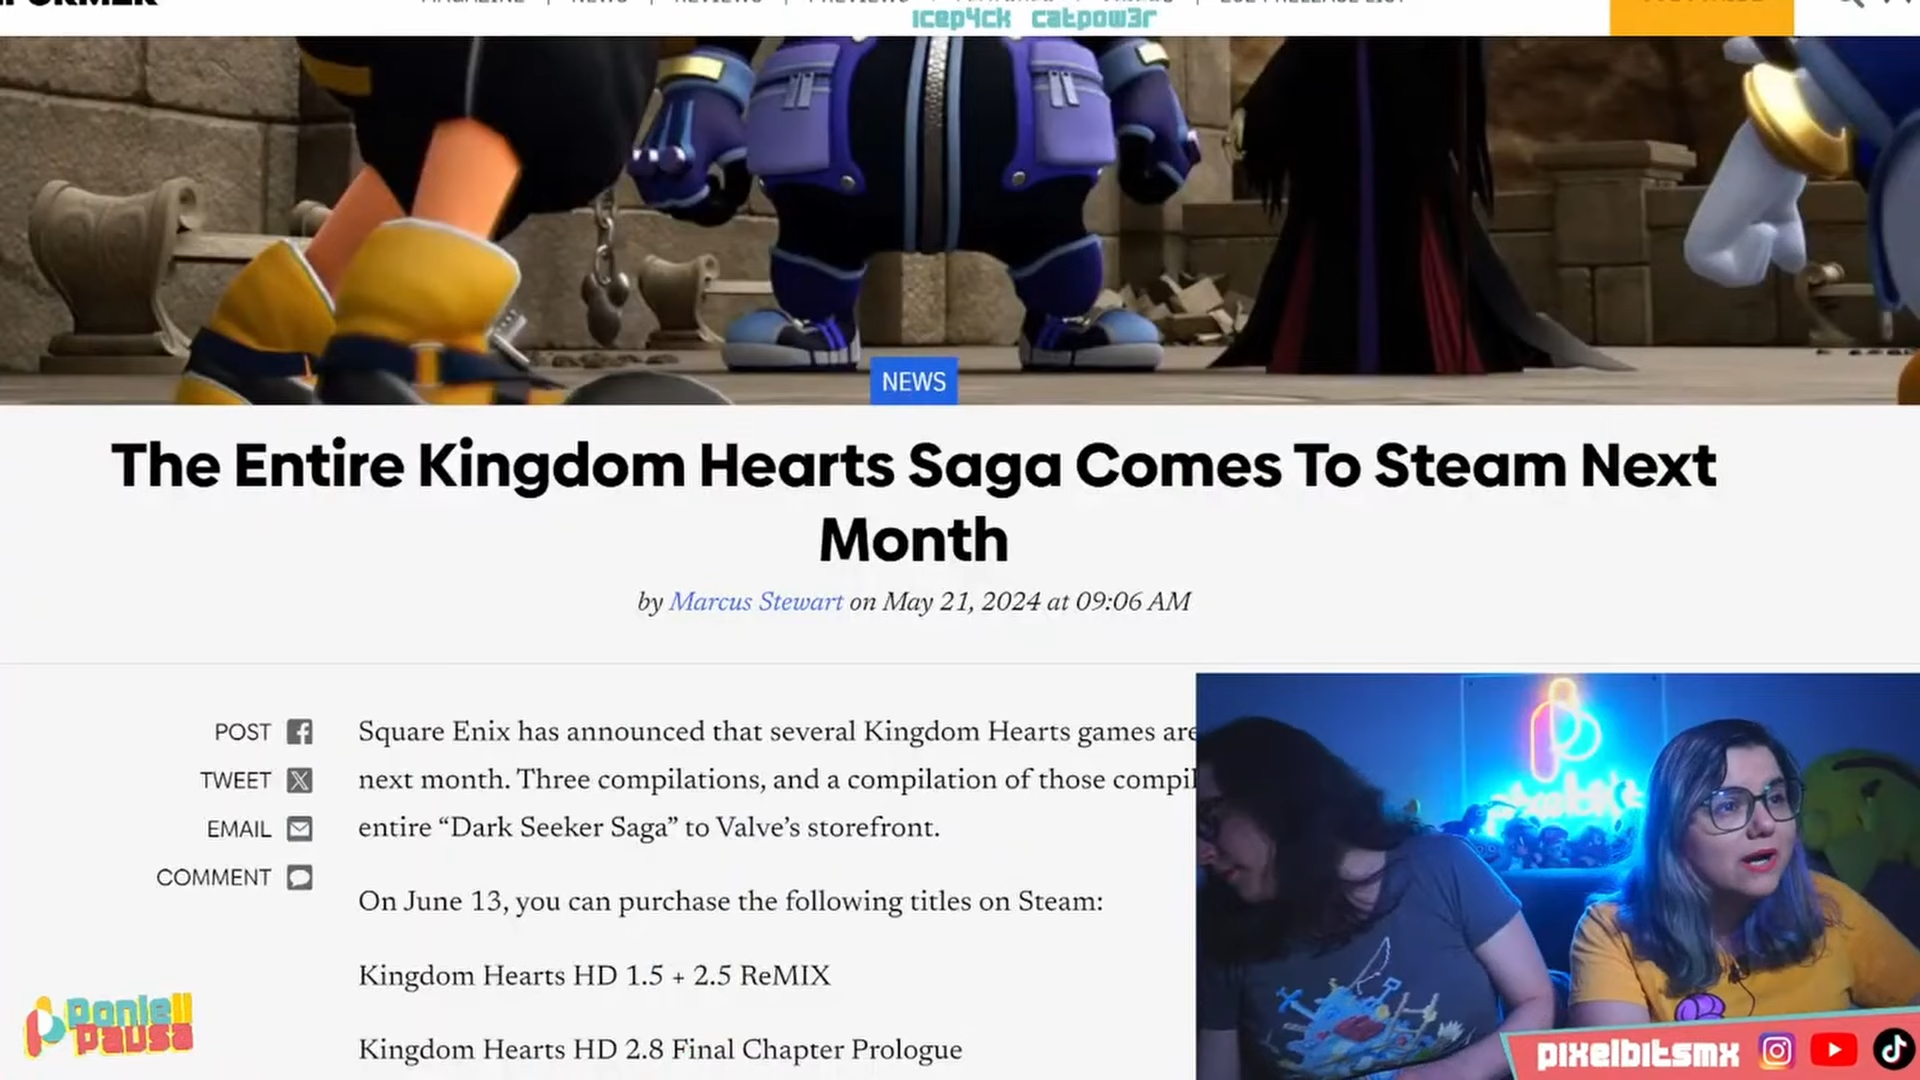 icep4ck catpow3r
NEWS
The Entire Kingdom Hearts Saga Comes To Steam Next
Month
by Marcus Stewart on May 21, 2024 at 09:06 AM
POST
TWEET
EMAIL
COMMENT
Square Enix has announced that several Kingdom Hearts games are
next month. Three compilations, and a compilation of those compil
entire “Dark Seeker Saga” to Valve’s storefront.
On June 13, you can purchase the following titles on Steam:
Kingdom Hearts HD 1.5 + 2.5 ReMIX
Kingdom Hearts HD 2.8 Final Chapter Prologue
Ponle
Pausa
pixelbitsmx